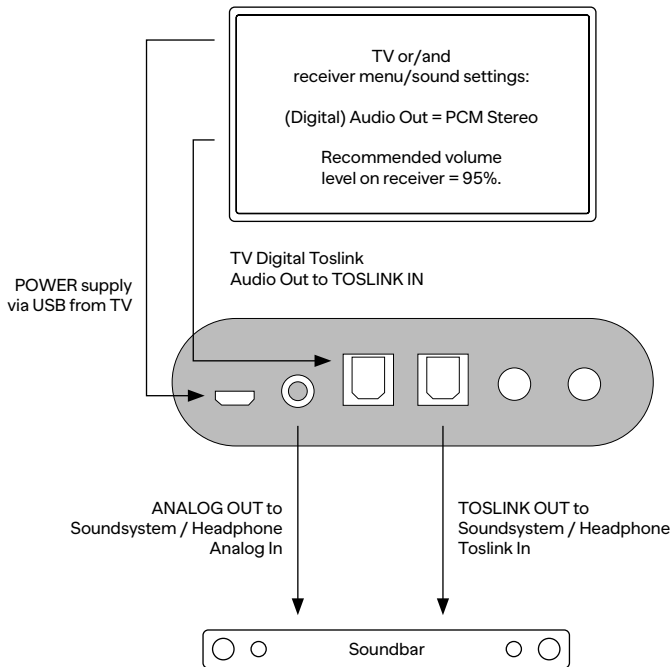 TV or/and
receiver menu/sound settings:
(Digital) Audio Out = PCM Stereo
Recommended volume
level on receiver = 95%.
TV Digital Toslink
Audio Out to TOSLINK IN
POWER supply
via USB from TV
ANALOG OUT to
Soundsystem / Headphone
Analog In
TOSLINK OUT to
Soundsystem / Headphone
Toslink In
Soundbar